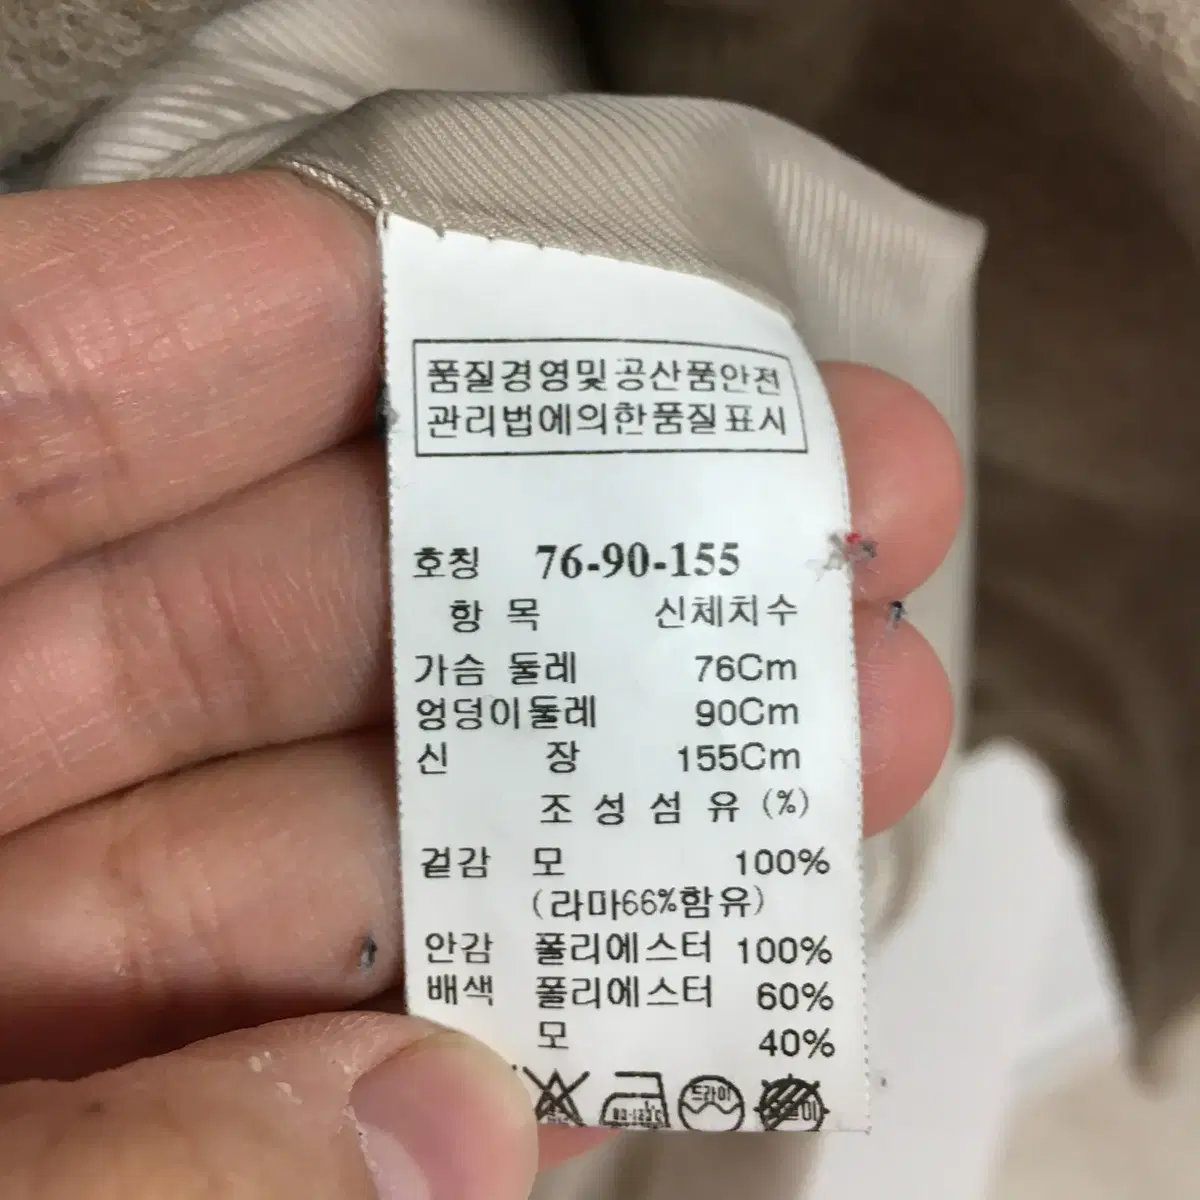 품질경영및공산품안전
관리법에의한품질표시
호칭 76-90-155
항 목 신체치수
가슴 둘레 76Cm
엉덩이둘레 90Cm
신 장 155Cm
조 성 섬 유 (%)
겉감 모 100%
(라마66%함유)
안감 폴리에스터 100%
배색 폴리에스터 60%
모 40%
드라이